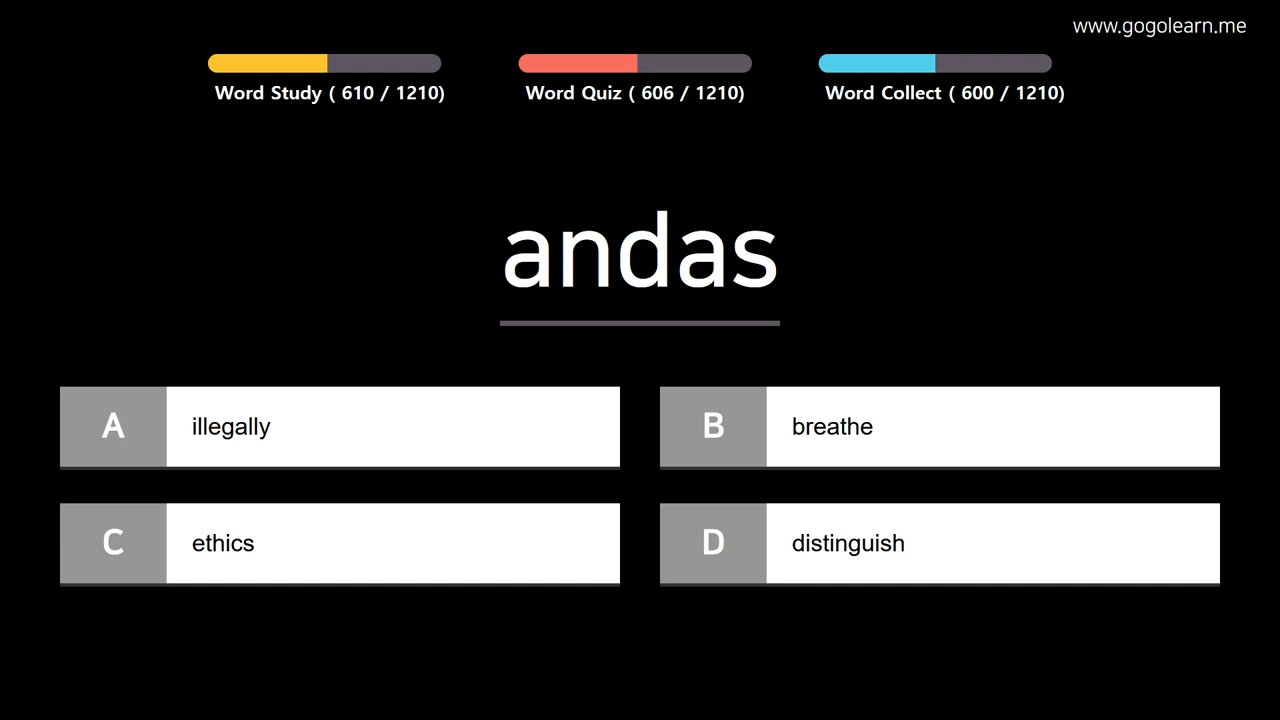 www.gogolearn.me
Word Study ( 610 / 1210)
Word Quiz ( 606 / 1210)
Word Collect ( 600 / 1210)
andas
A illegally
B breathe
C ethics
D distinguish